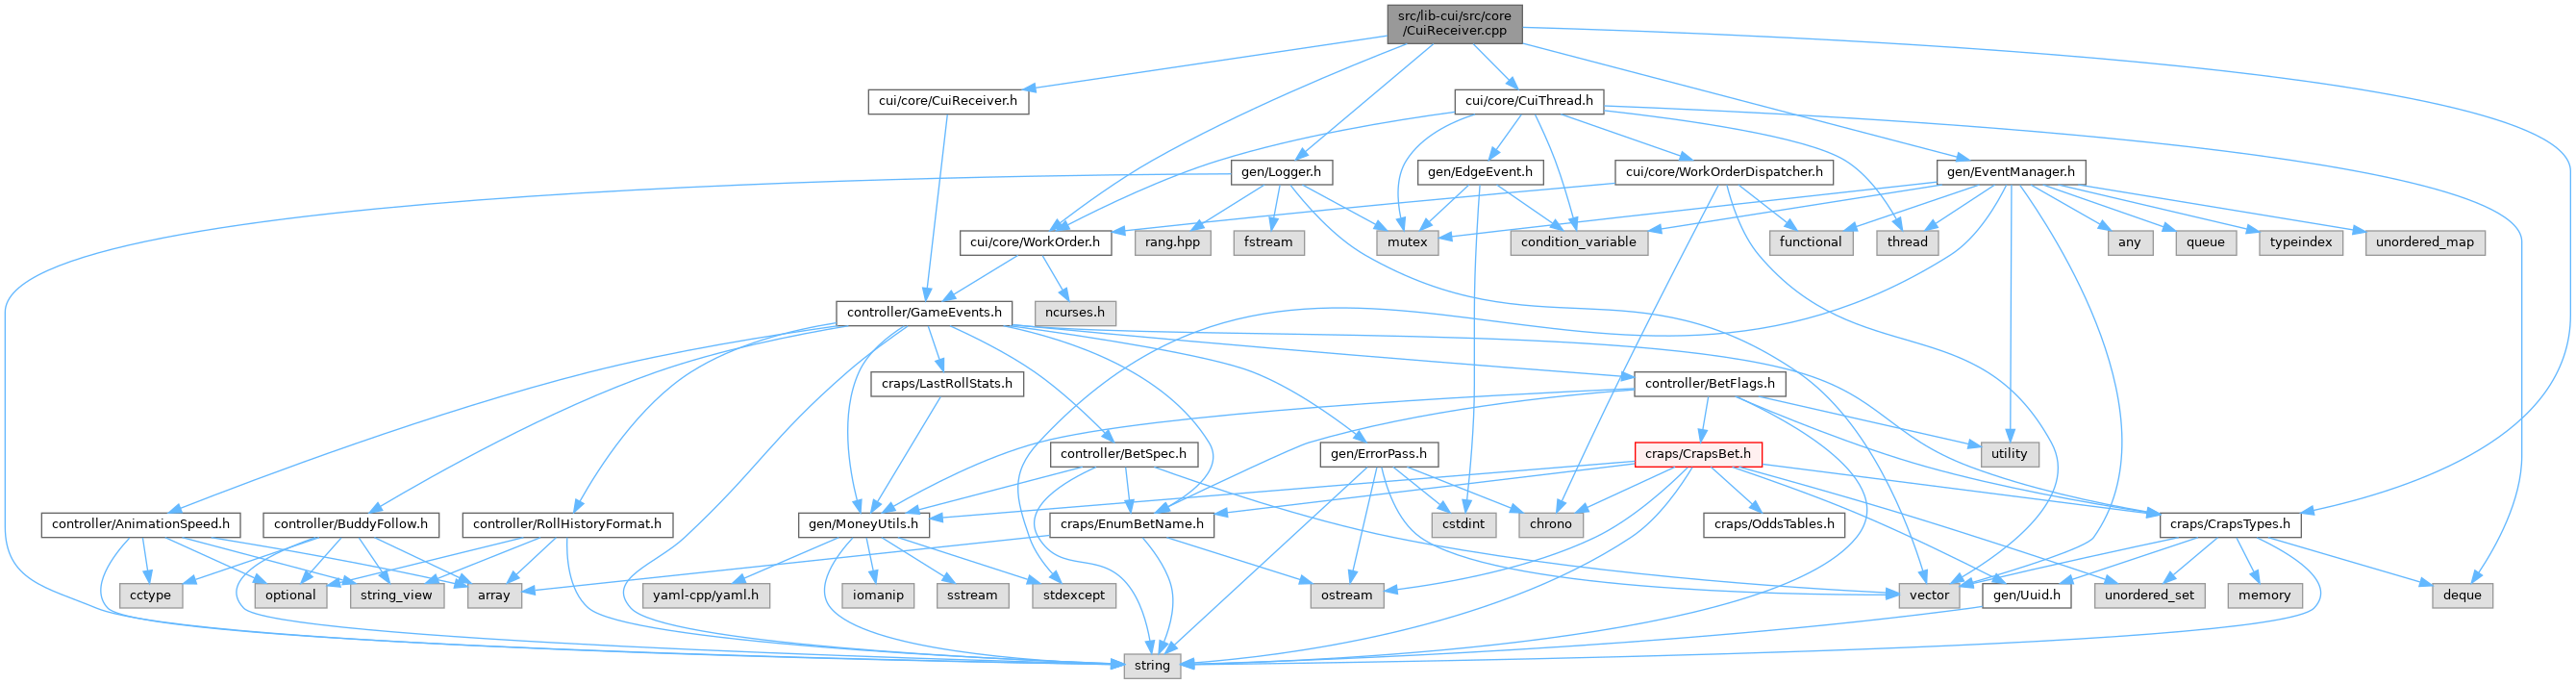 src/lib-cui/src/core
/CuiReceiver.cpp
cui/core/CuiReceiver.h
cui/core/CuiThread.h
gen/Logger.h
gen/EdgeEvent.h
cui/core/WorkOrderDispatcher.h
gen/EventManager.h
cui/core/WorkOrder.h
rang.hpp
fstream
mutex
condition_variable
functional
thread
any
queue
typeindex
unordered_map
controller/GameEvents.h
ncurses.h
craps/LastRollStats.h
controller/BetFlags.h
controller/BetSpec.h
gen/ErrorPass.h
craps/CrapsBet.h
utility
controller/AnimationSpeed.h
controller/BuddyFollow.h
controller/RollHistoryFormat.h
gen/MoneyUtils.h
craps/EnumBetName.h
cstdint
chrono
craps/OddsTables.h
craps/CrapsTypes.h
cctype
optional
string_view
array
yaml-cpp/yaml.h
iomanip
sstream
stdexcept
ostream
vector
gen/Uuid.h
unordered_set
memory
deque
string